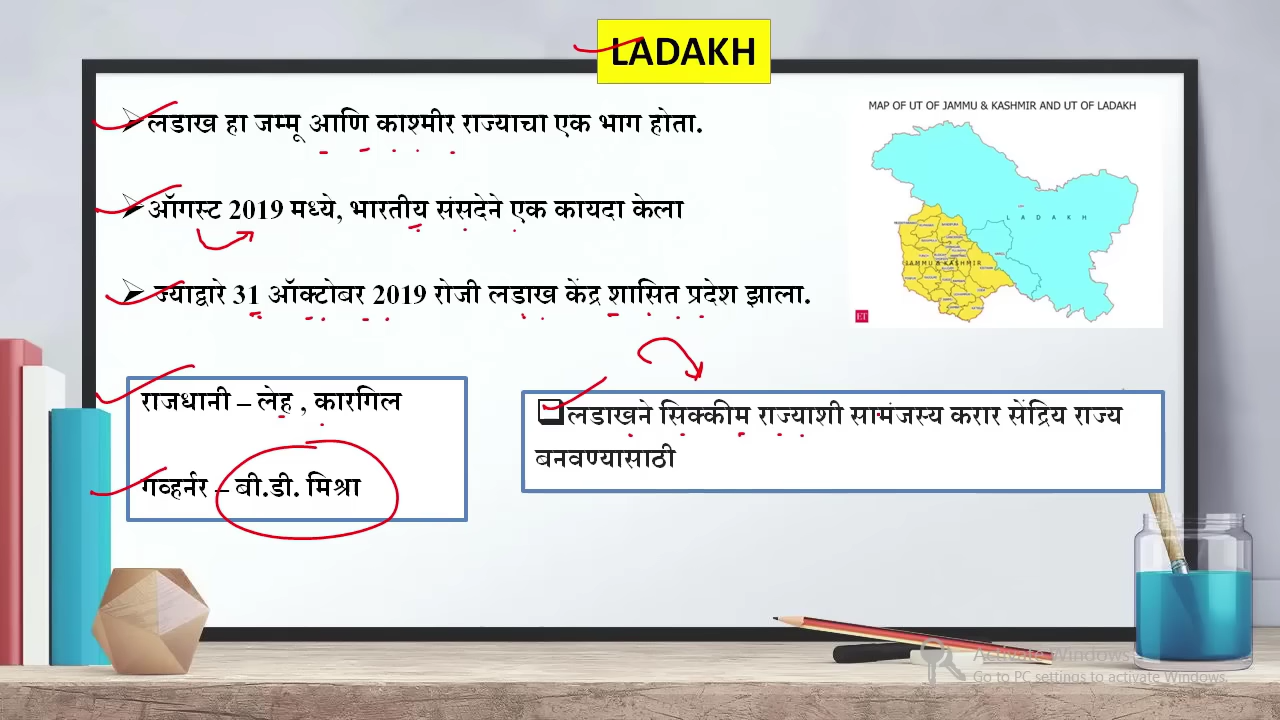 LADAKH
लडाख हा जम्मू आणि काश्मीर राज्याचा एक भाग होता.
ऑगस्ट 2019 मध्ये, भारतीय संसदेने एक कायदा केला
ज्याद्वारे 31 ऑक्टोबर 2019 रोजी लडाख केंद्र शासित प्रदेश झाला.
MAP OF UT OF JAMMU & KASHMIR AND UT OF LADAKH
LADAKH
JAMMU & KASHMIR
ET
राजधानी – लेह , कारगिल
गव्हर्नर – बी.डी. मिश्रा
लडाखने सिक्कीम राज्याशी सामंजस्य करार सेंद्रिय राज्य
बनवण्यासाठी
Activate Windows
Go to PC settings to activate Windows.